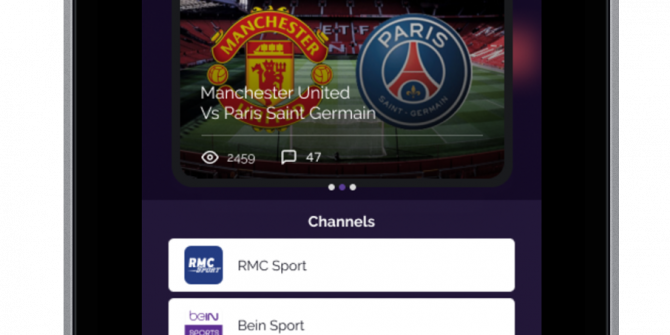 MANCHESTER
UNITED
PARIS
SAINT-GERMAIN
Manchester United
Vs Paris Saint Germain
2459
47
Channels
RMC
SPORT
RMC Sport
beIN
SPORTS
Bein Sport